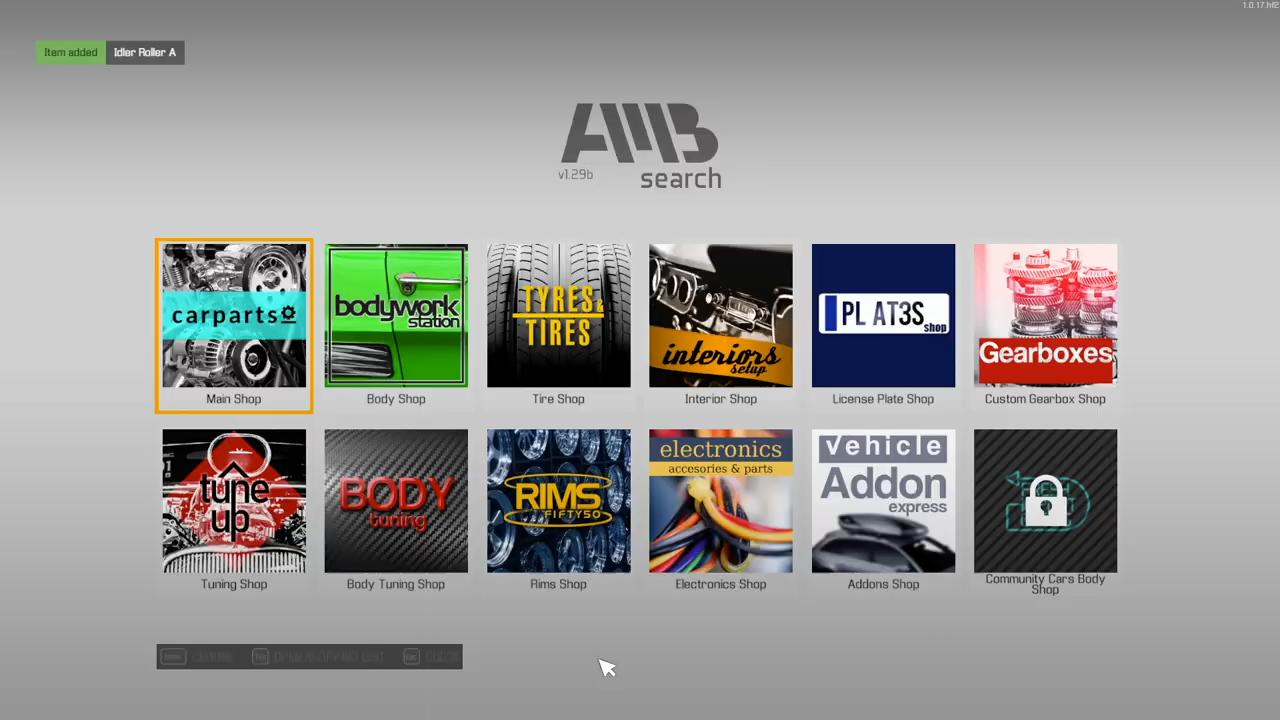 1.0.17.hf2
Item added Idler Roller A
AMB
v1.29b search
carparts
bodywork
station
TYRES &
TIRES
interiors
setup
PL AT3S
shop
Gearboxes
Main Shop
Body Shop
Tire Shop
Interior Shop
License Plate Shop
Custom Gearbox Shop
tune
up
BODY
tuning
RIMS
FIFTY50
electronics
accesories & parts
vehicle
Addon
express
Tuning Shop
Body Tuning Shop
Rims Shop
Electronics Shop
Addons Shop
Community Cars Body
Shop